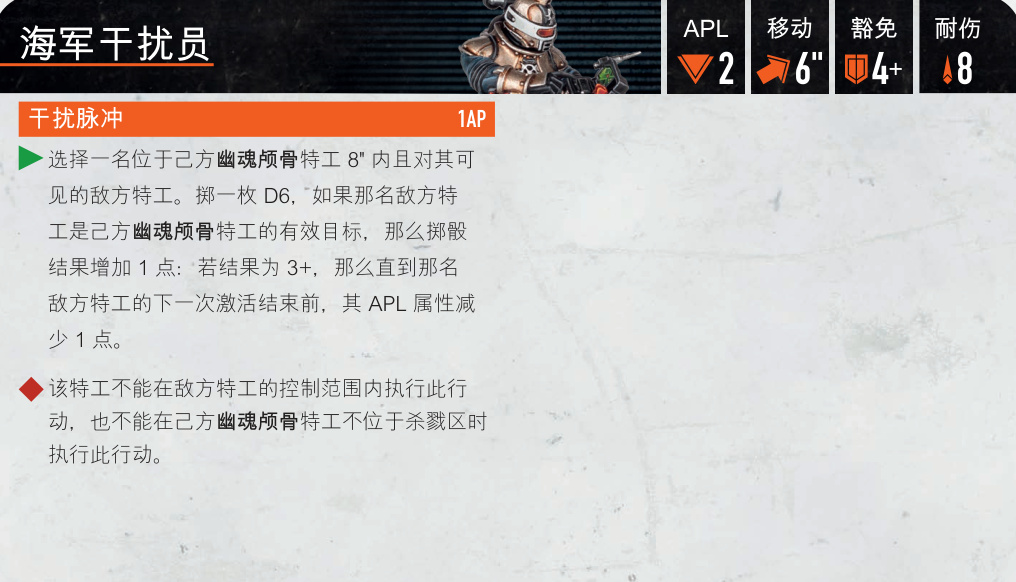 海军干扰员
APL
2
移动
6"
豁免
4+
耐伤
8
干扰脉冲 1AP
选择一名位于己方幽魂颅骨特工 8" 内且对其可
见的敌方特工。掷一枚 D6，如果那名敌方特
工是己方幽魂颅骨特工的有效目标，那么掷骰
结果增加 1 点：若结果为 3+，那么直到那名
敌方特工的下一次激活结束前，其 APL 属性减
少 1 点。
该特工不能在敌方特工的控制范围内执行此行
动，也不能在己方幽魂颅骨特工不位于杀戮区时
执行此行动。